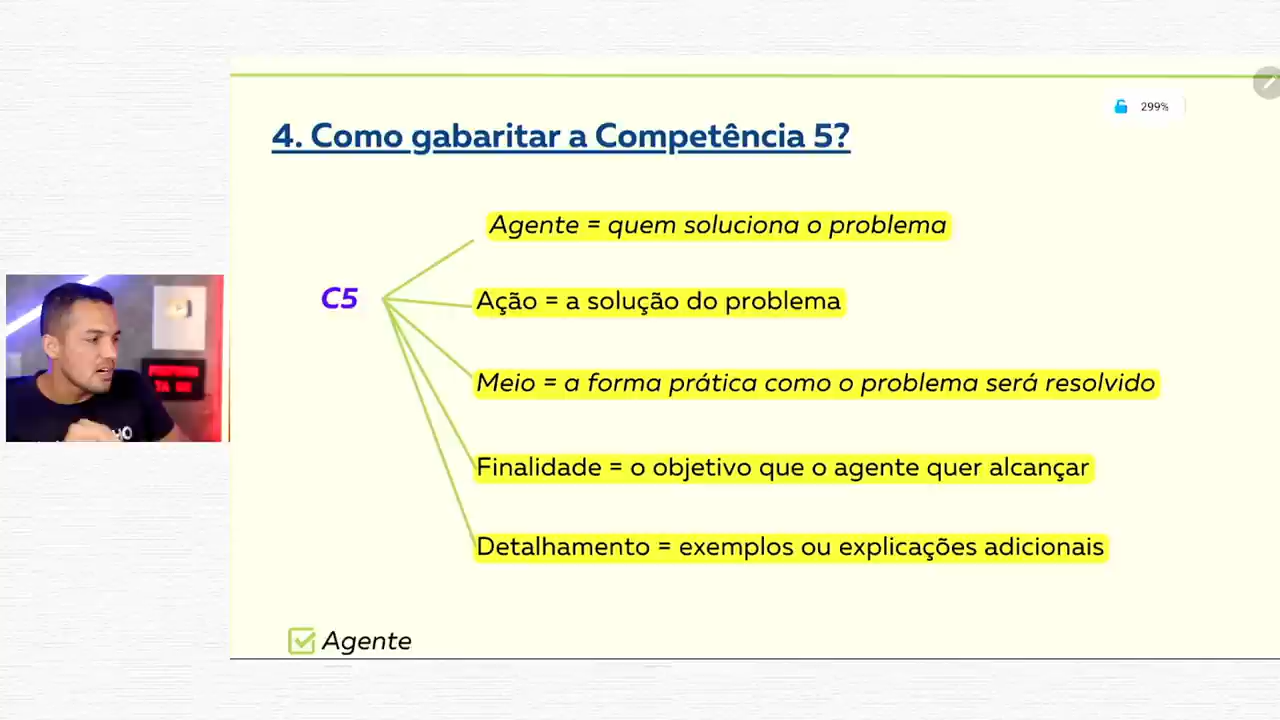 299%
4. Como gabaritar a Competência 5?
Agente = quem soluciona o problema
C5
Ação = a solução do problema
Meio = a forma prática como o problema será resolvido
Finalidade = o objetivo que o agente quer alcançar
Detalhamento = exemplos ou explicações adicionais
Agente